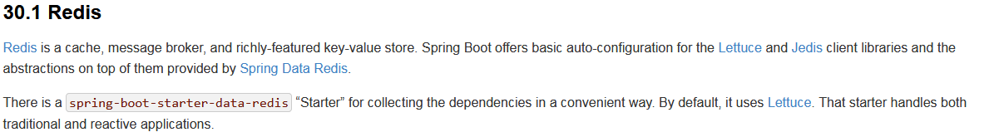 30.1 Redis
Redis is a cache, message broker, and richly-featured key-value store. Spring Boot offers basic auto-configuration for the Lettuce and Jedis client libraries and the
abstractions on top of them provided by Spring Data Redis.
There is a spring-boot-starter-data-redis “Starter” for collecting the dependencies in a convenient way. By default, it uses Lettuce. That starter handles both
traditional and reactive applications.